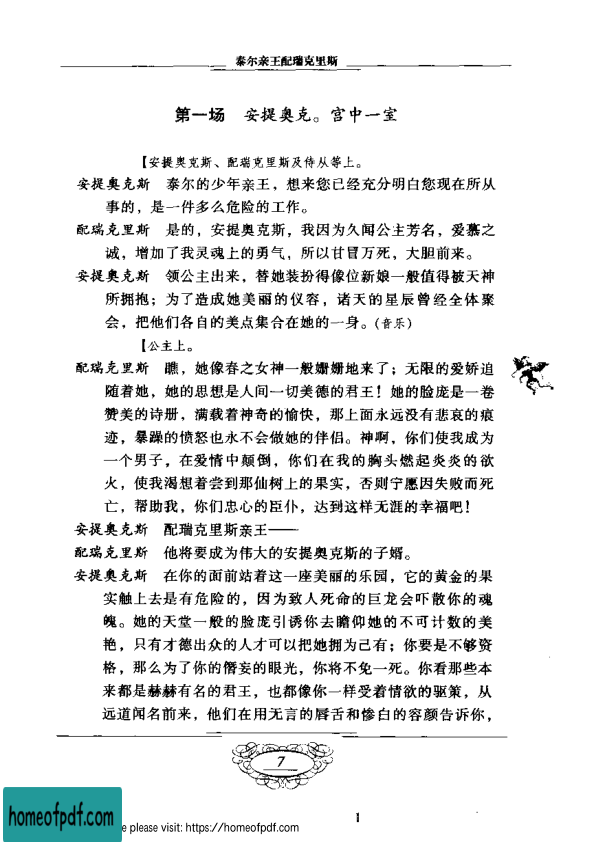 泰尔亲王配瑞克里斯
第一场 安提奥克。宫中一室
【安提奥克斯、配瑞克里斯及侍从等上。
安提奥克斯 泰尔的少年亲王，想来您已经充分明白您现在所从
事的，是一件多么危险的工作。
配瑞克里斯 是的，安提奥克斯，我因为久闻公主芳名，爱慕之
诚，增加了我灵魂上的勇气，所以甘冒万死，大胆前来。
安提奥克斯 领公主出来，替她装扮得像位新娘一般值得被天神
所拥抱；为了造成她美丽的仪容，诸天的星辰曾经全体聚
会，把他们各自的美点集合在她的一身。(音乐)
【公主上。
配瑞克里斯 瞧，她像春之女神一般姗姗地来了；无限的爱娇追
随着她，她的思想是人间一切美德的君王！她的脸庞是一卷
赞美的诗册，满载着神奇的愉快，那上面永远没有悲哀的痕
迹，暴躁的愤怒也永不会做她的伴侣。神啊，你们使我成为
一个男子，在爱情中颠倒，你们在我的胸头燃起炎炎的欲
火，使我渴想着尝到那仙树上的果实，否则宁愿因失败而死
亡，帮助我，你们忠心的臣仆，达到这样无涯的幸福吧！
安提奥克斯 配瑞克里斯亲王——
配瑞克里斯 他将要成为伟大的安提奥克斯的子婿。
安提奥克斯 在你的面前站着这一座美丽的乐园，它的黄金的果
实触上去是有危险的，因为致人死命的巨龙会吓散你的魂
魄。她的天堂一般的脸庞引诱你去瞻仰她的不可计数的美
艳，只有才德出众的人才可以把她拥为己有；你要是不够资
格，那么为了你的僭妄的眼光，你将不免一死。你看那些本
来都是赫赫有名的君王，也都像你一样受着情欲的驱策，从
远道闻名前来，他们在用无言的唇舌和惨白的容颜告诉你，
7
1
homeofpdf.com
e please visit: https://homeofpdf.com